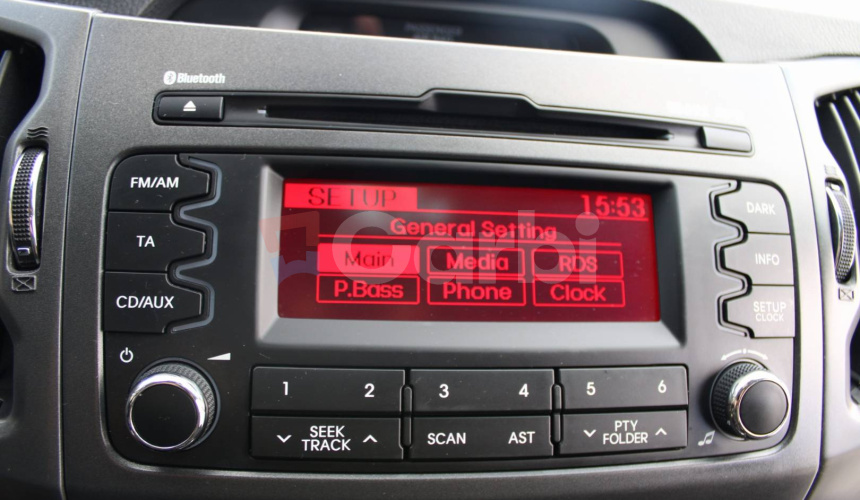 Bluetooth
FM/AM
TA
CD/AUX
SETUP 15:53
General Setting
Main Media RDS
P.Bass Phone Clock
DARK
INFO
SETUP
CLOCK
1 2 3 4 5 6
SEEK
TRACK
SCAN AST
PTY
FOLDER
Garbi